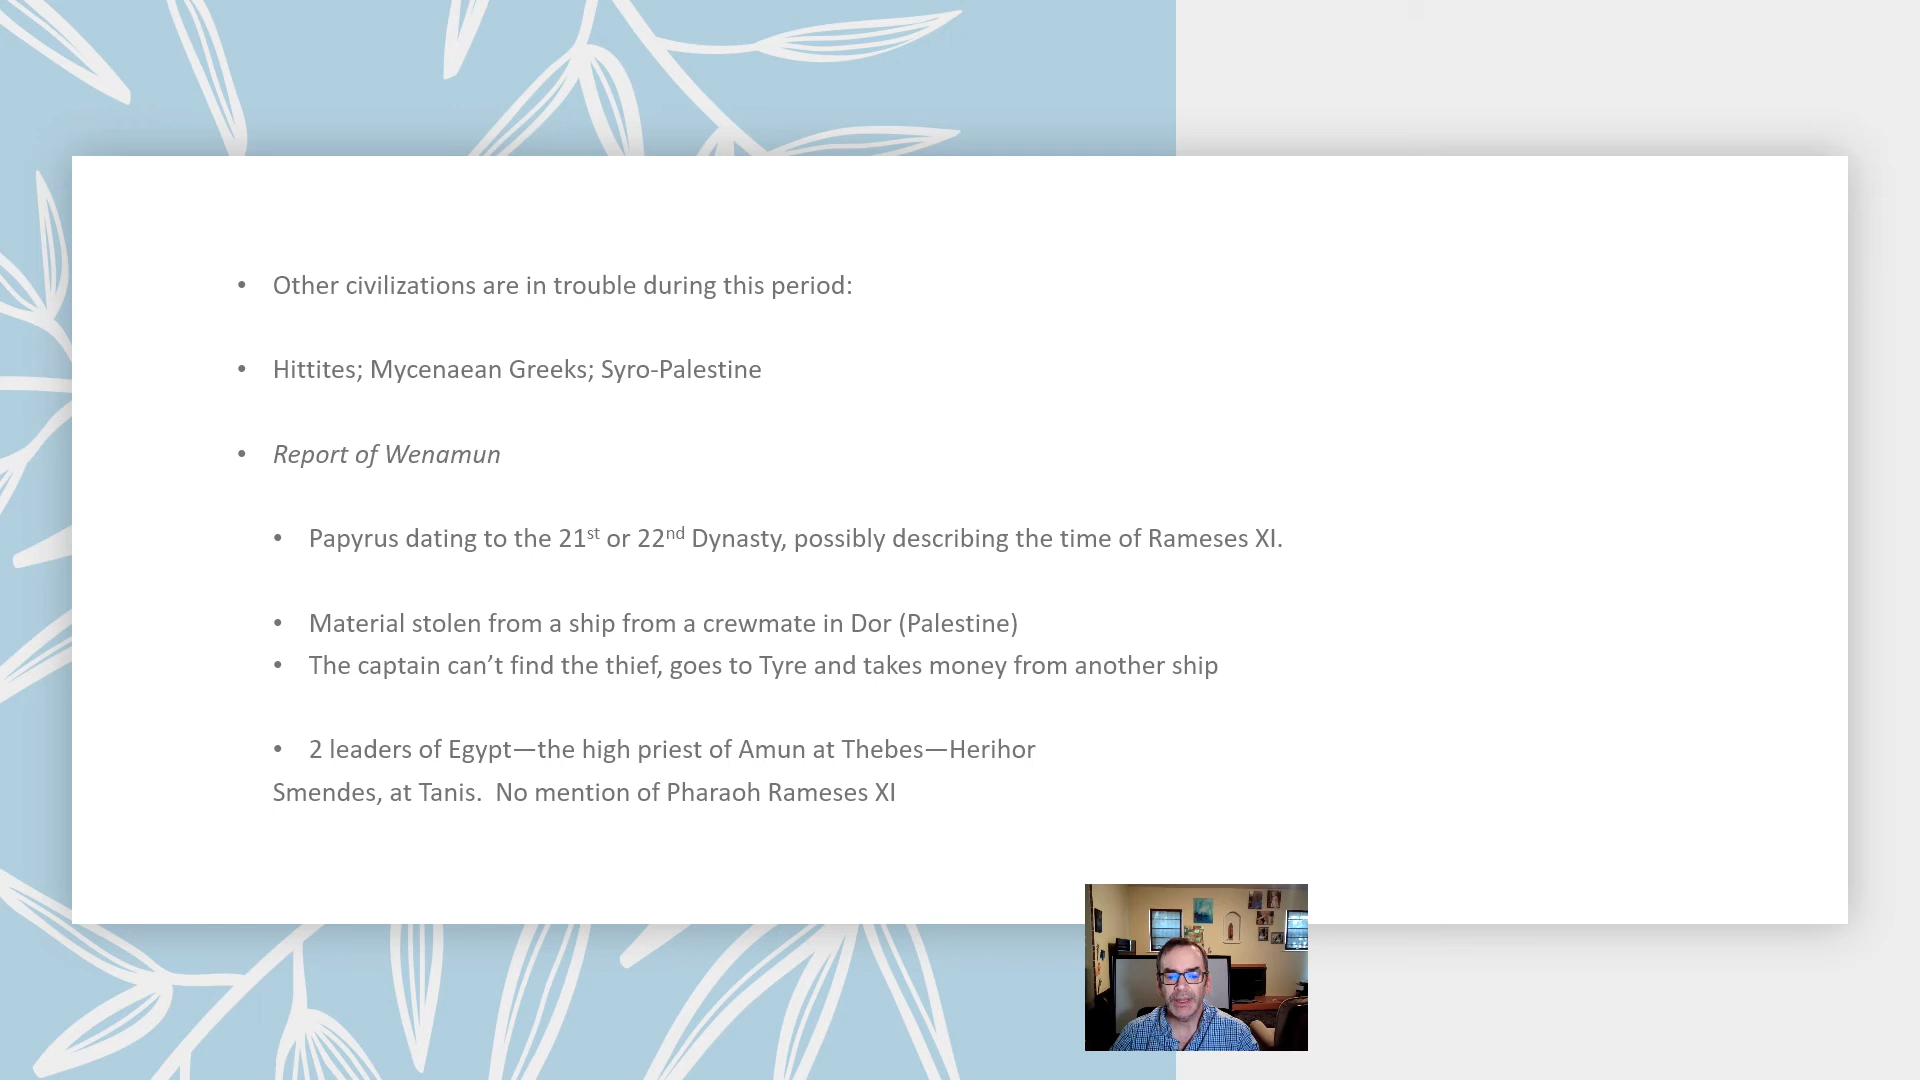 • Other civilizations are in trouble during this period:
• Hittites; Mycenaean Greeks; Syro-Palestine
• Report of Wenamun
• Papyrus dating to the 21st or 22nd Dynasty, possibly describing the time of Rameses XI.
• Material stolen from a ship from a crewmate in Dor (Palestine)
• The captain can’t find the thief, goes to Tyre and takes money from another ship
• 2 leaders of Egypt—the high priest of Amun at Thebes—Herihor
Smendes, at Tanis.  No mention of Pharaoh Rameses XI